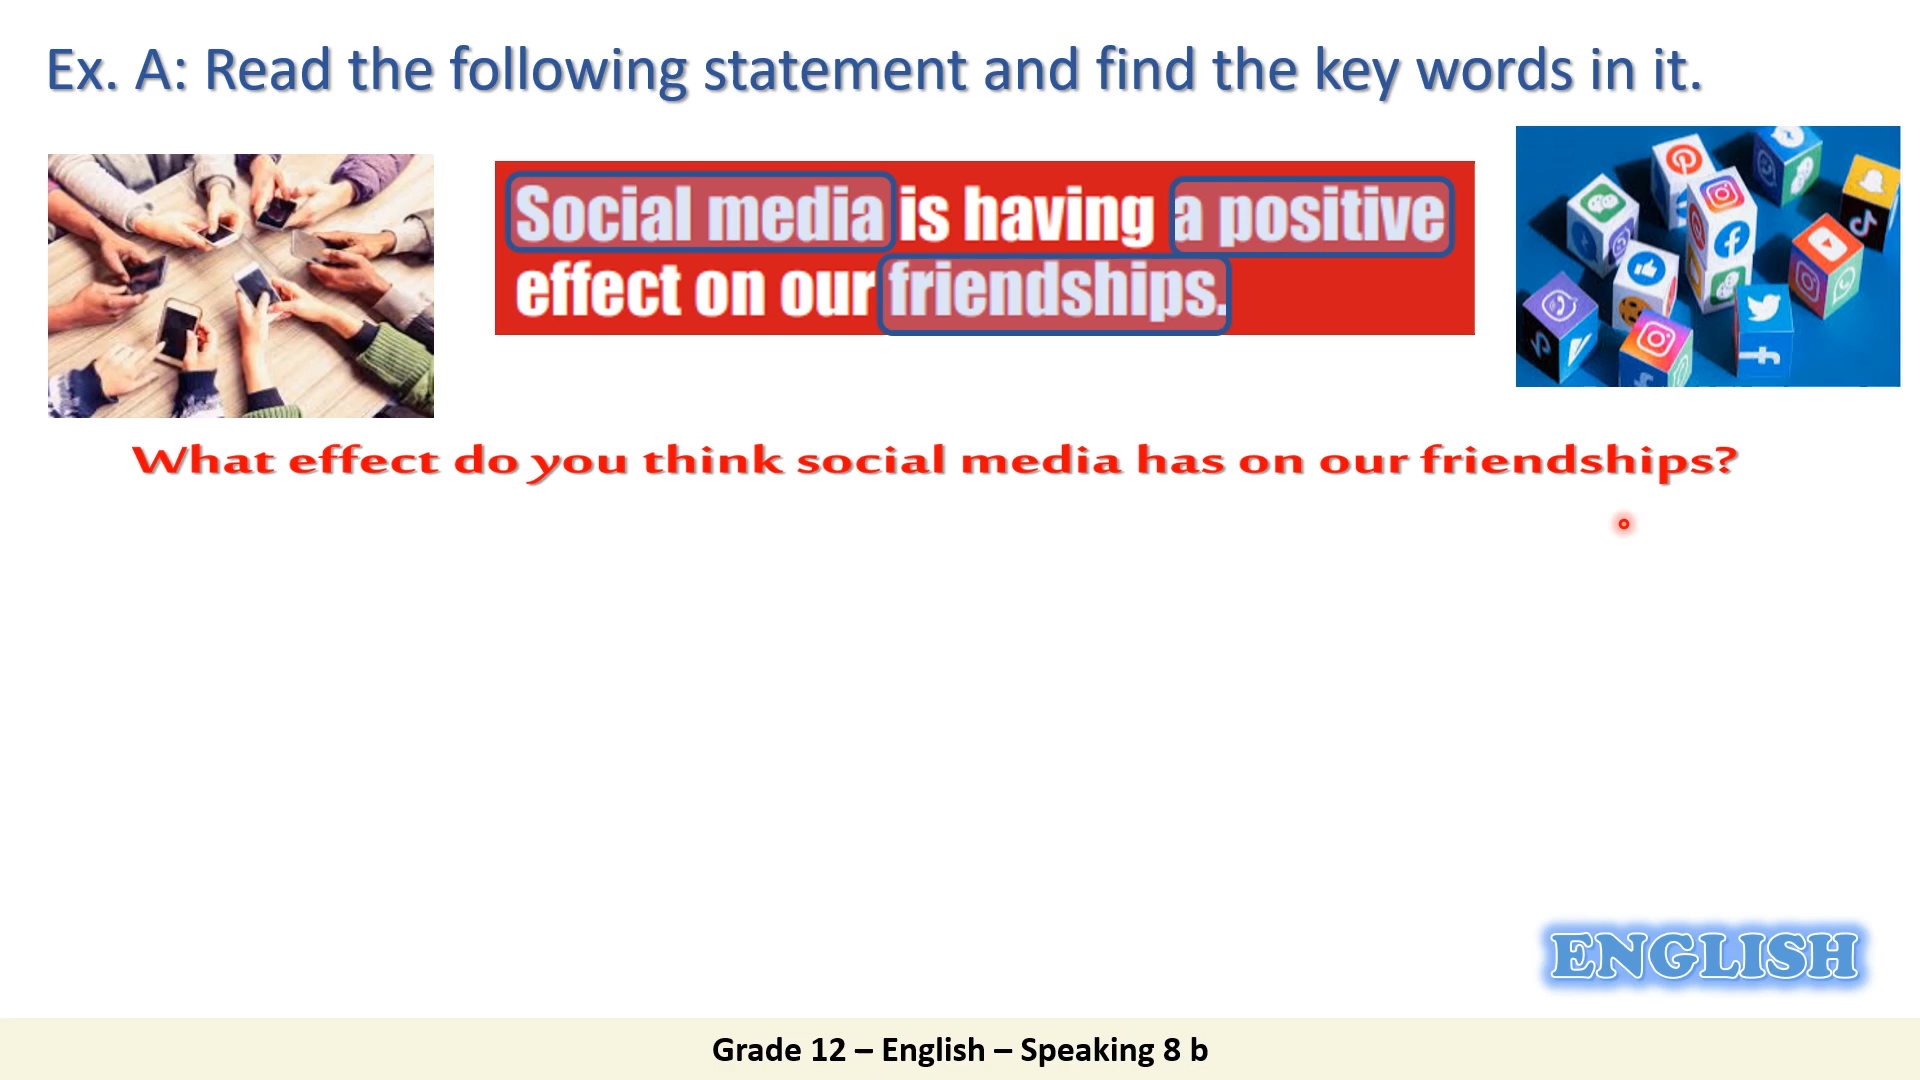 Ex. A: Read the following statement and find the key words in it.
Social media is having a positive
effect on our friendships.
What effect do you think social media has on our friendships?
ENGLISH
Grade 12 – English – Speaking 8 b